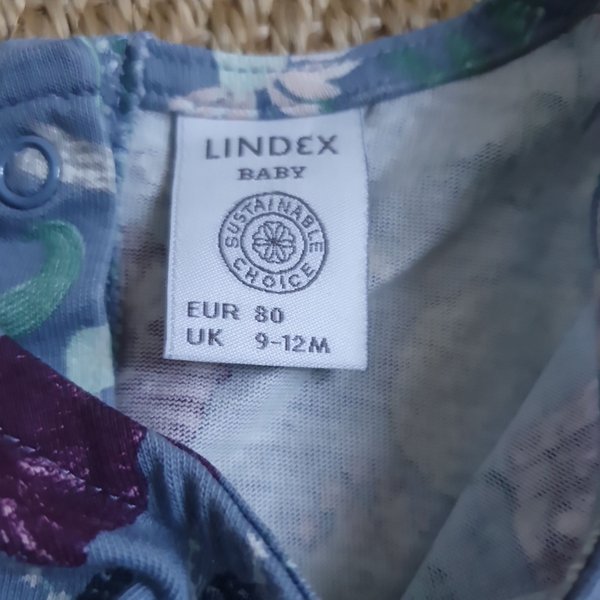 LINDEX
BABY
SUSTAINABLE
CHOICE
EUR 80
UK 9-12M